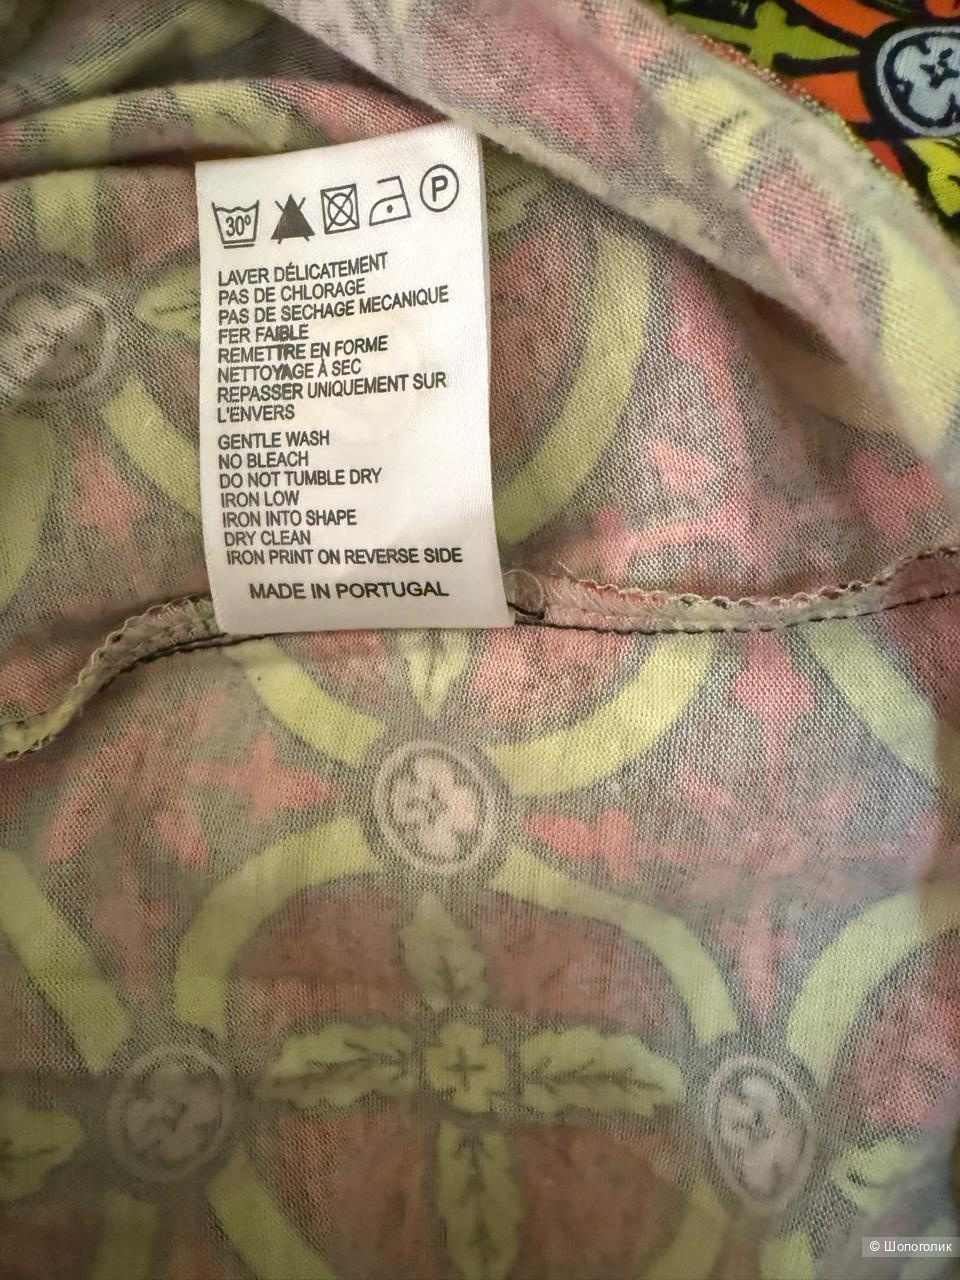 30°
P
LAVER DÉLICATEMENT
PAS DE CHLORAGE
PAS DE SECHAGE MECANIQUE
FER FAIBLE
REMETTRE EN FORME
NETTOYAGE À SEC
REPASSER UNIQUEMENT SUR
L'ENVERS
GENTLE WASH
NO BLEACH
DO NOT TUMBLE DRY
IRON LOW
IRON INTO SHAPE
DRY CLEAN
IRON PRINT ON REVERSE SIDE
MADE IN PORTUGAL
© Шопоголик